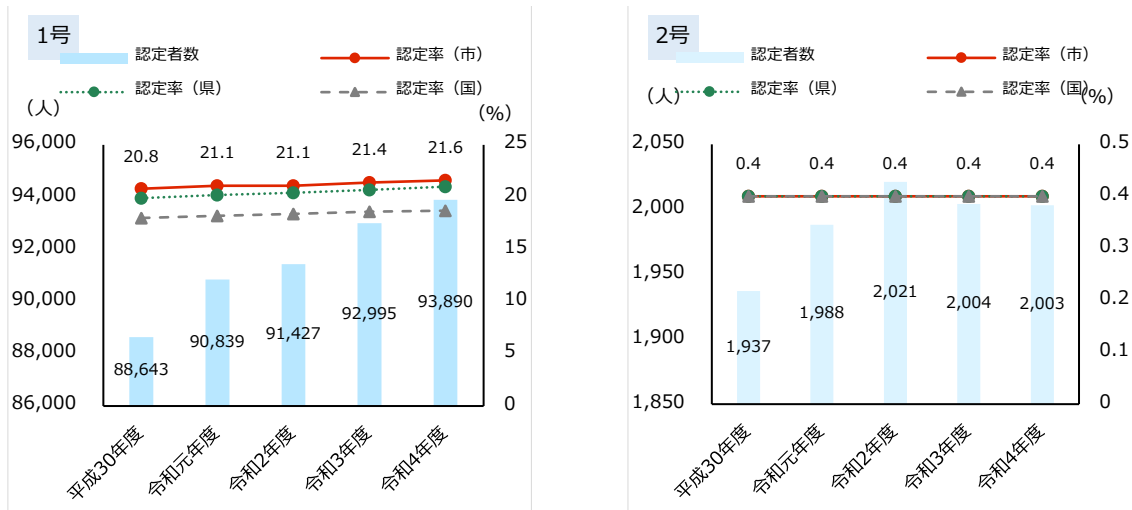 1号
認定者数
認定率（市）
認定率（県）
認定率（国）
（人）
（%）
96,000
94,000
92,000
90,000
88,000
86,000
25
20
15
10
5
0
20.8
21.1
21.1
21.4
21.6
88,643
90,839
91,427
92,995
93,890
平成30年度
令和元年度
令和2年度
令和3年度
令和4年度
2号
認定者数
認定率（市）
認定率（県）
認定率（国）
（人）
（%）
2,050
2,000
1,950
1,900
1,850
0.5
0.4
0.3
0.2
0.1
0
0.4
0.4
0.4
0.4
0.4
1,937
1,988
2,021
2,004
2,003
平成30年度
令和元年度
令和2年度
令和3年度
令和4年度